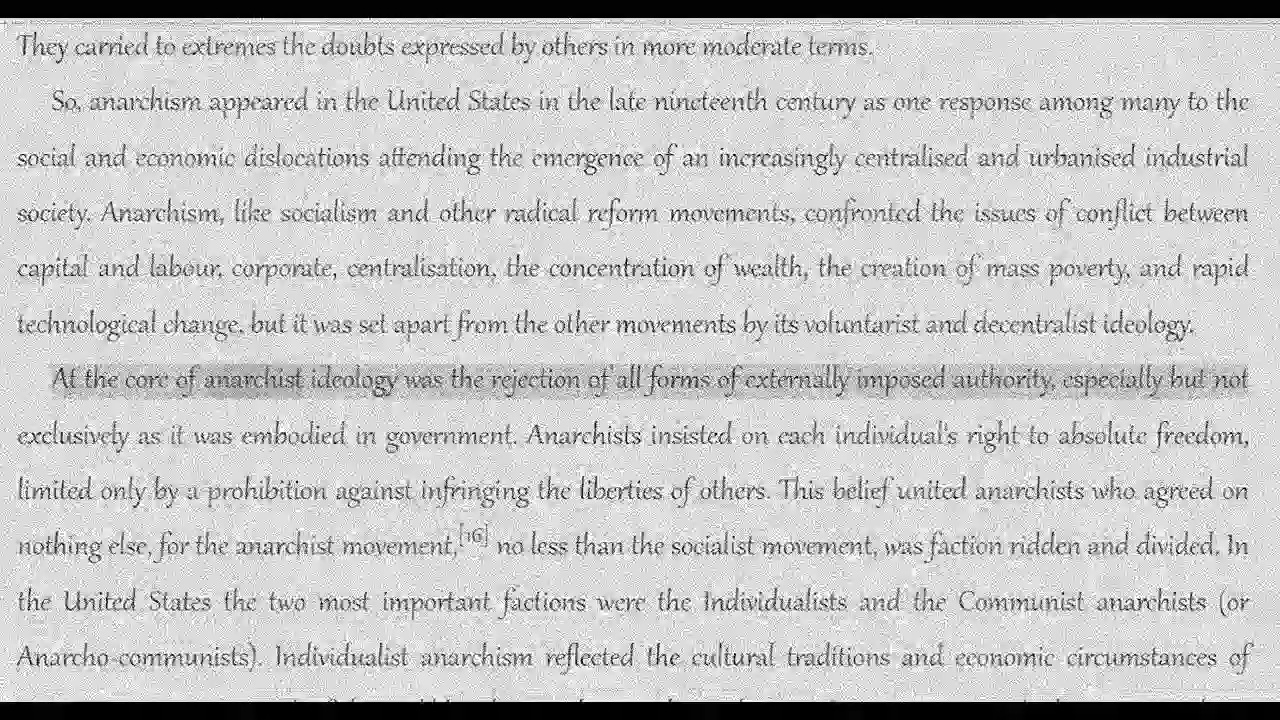 They carried to extremes the doubts expressed by others in more moderate terms.
So, anarchism appeared in the United States in the late nineteenth century as one response among many to the
social and economic dislocations attending the emergence of an increasingly centralised and urbanised industrial
society. Anarchism, like socialism and other radical reform movements, confronted the issues of conflict between
capital and labour, corporate, centralisation, the concentration of wealth, the creation of mass poverty, and rapid
technological change, but it was set apart from the other movements by its voluntarist and decentralist ideology.
At the core of anarchist ideology was the rejection of all forms of externally imposed authority, especially but not
exclusively as it was embodied in government. Anarchists insisted on each individual's right to absolute freedom,
limited only by a prohibition against infringing the liberties of others. This belief united anarchists who agreed on
nothing else, for the anarchist movement,[16] no less than the socialist movement, was faction ridden and divided. In
the United States the two most important factions were the Individualists and the Communist anarchists (or
Anarcho-communists). Individualist anarchism reflected the cultural traditions and economic circumstances of